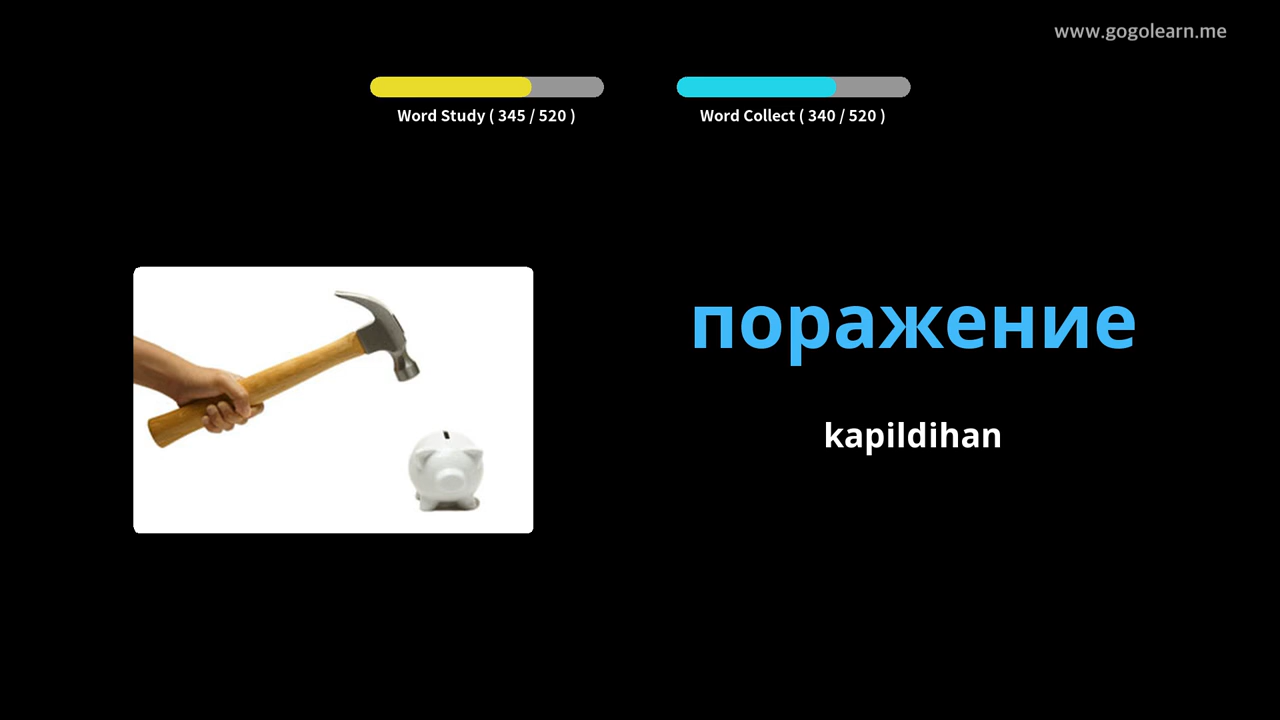 www.gogolearn.me
Word Study ( 345 / 520 )
Word Collect ( 340 / 520 )
поражение
kapildihan